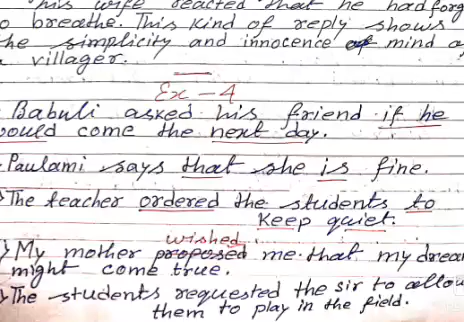 his wife reacted that he had forg
o breathe. This kind of reply shows
he simplicity and innocence of mind o
villager.
Ex - 4
Babuli asked his friend if he
would come the next day.
Paulami says that she is fine.
The teacher ordered the students to
keep quiet.
wished
My mother proposed me that my drea
might come true.
The students requested the sir to allow
them to play in the field.